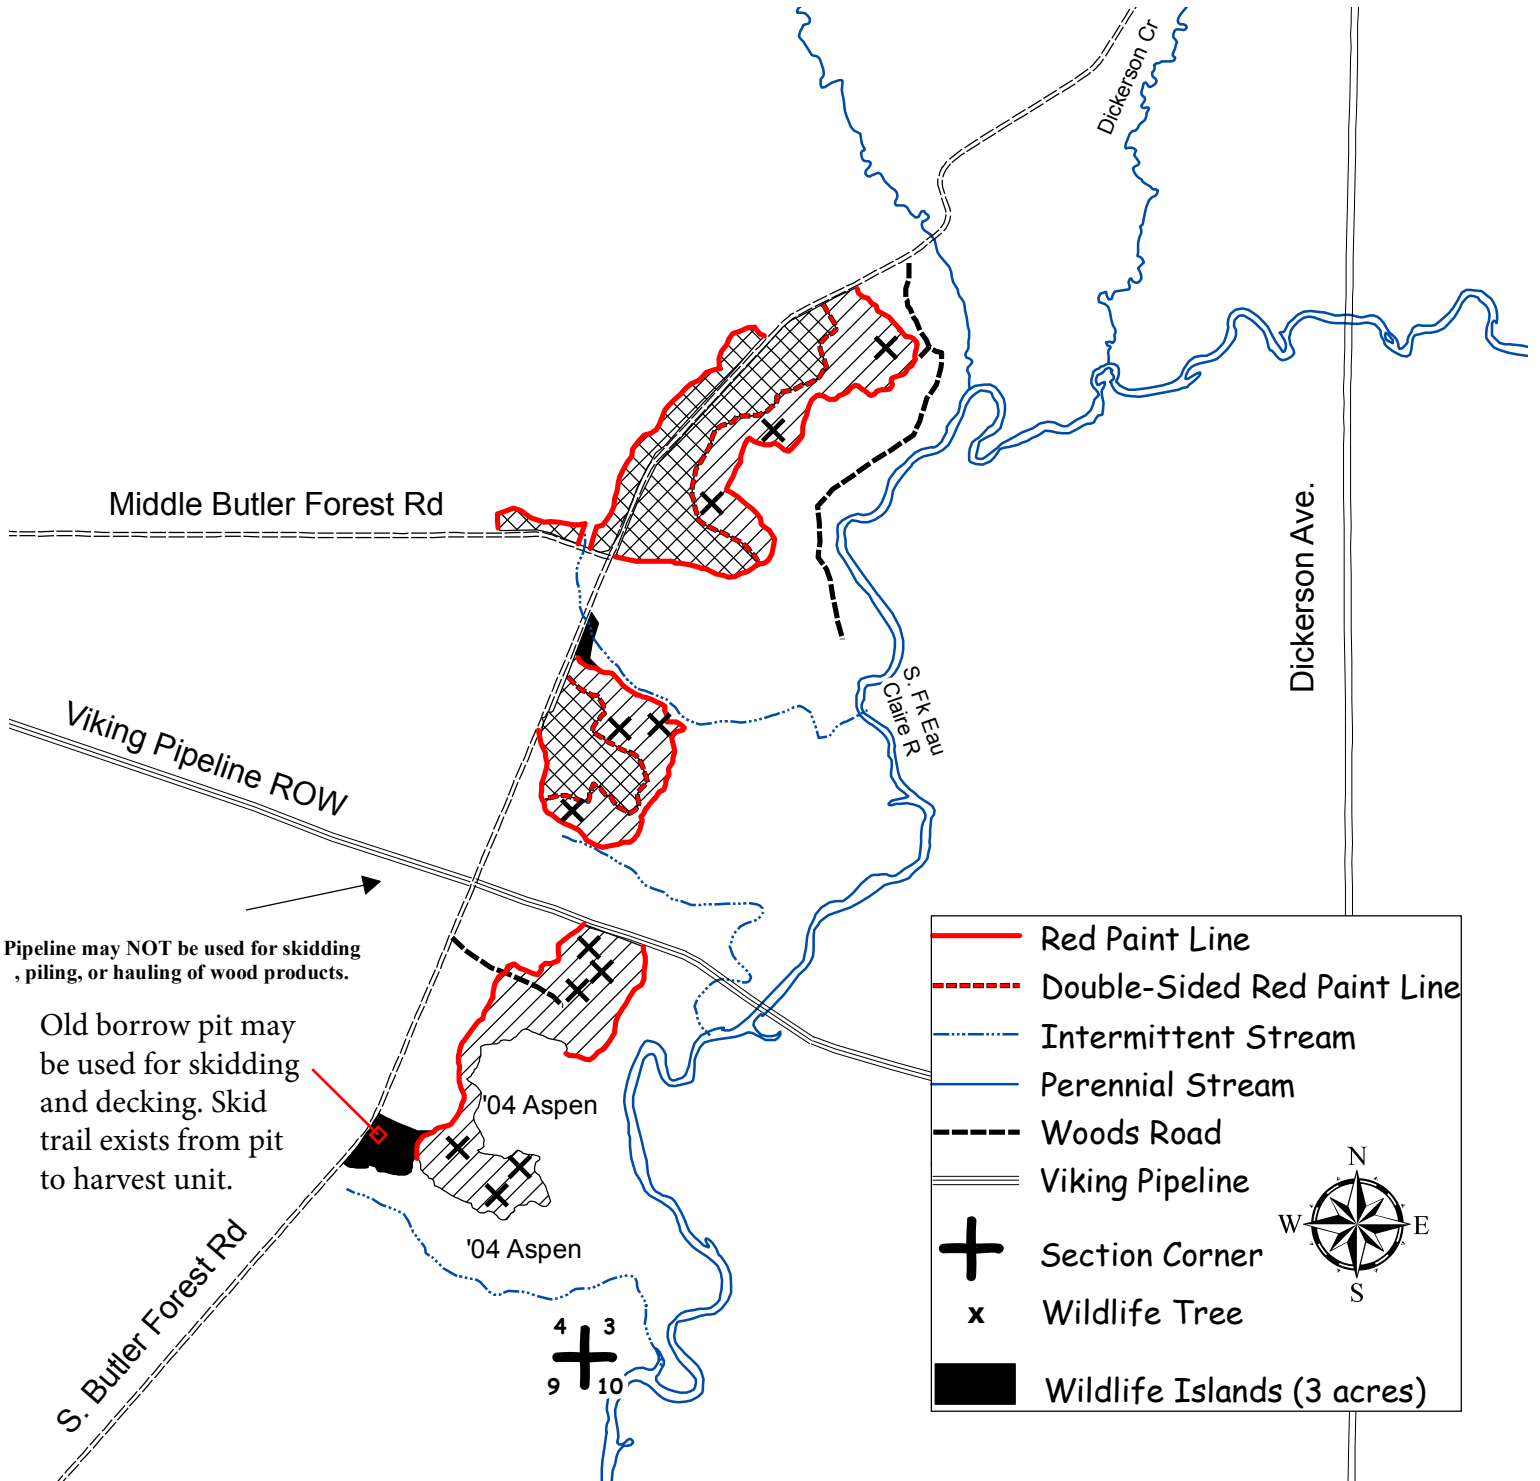 Dickerson Cr
Middle Butler Forest Rd
Dickerson Ave.
S. Fk Eau
Claire R
Viking Pipeline ROW
Pipeline may NOT be used for skidding
, piling, or hauling of wood products.
Old borrow pit may
be used for skidding
and decking. Skid
trail exists from pit
to harvest unit.
'04 Aspen
'04 Aspen
S. Butler Forest Rd
4 3
9 10
Red Paint Line
Double-Sided Red Paint Line
Intermittent Stream
Perennial Stream
Woods Road
Viking Pipeline
Section Corner
x Wildlife Tree
Wildlife Islands (3 acres)
N
W E
S